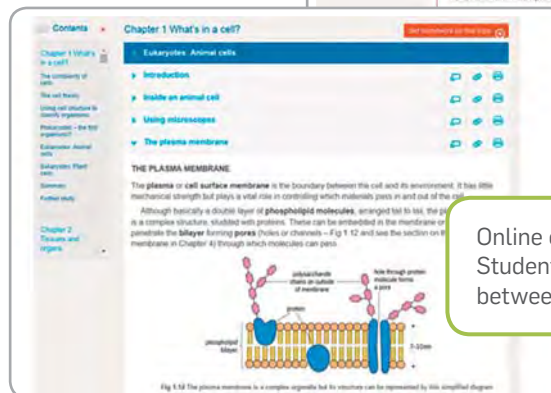 Contents
Chapter 1 What's in a cell?
Chapter 1 What's
in a cell?
The complexity of
cells
The cell theory
Using cell structure to
classify organisms
Prokaryotes – the first
organisms?
Eukaryotes: Animal
cells
Eukaryotes: Plant
cells
Summary
Further study
Chapter 2
Tissues and
organs
Eukaryotes: Animal cells
Introduction
Inside an animal cell
Using microscopes
The plasma membrane
THE PLASMA MEMBRANE
The plasma or cell surface membrane is the boundary between the cell and its environment. It has little
mechanical strength but plays a vital role in controlling which materials pass in and out of the cell.
Although basically a double layer of phospholipid molecules, arranged tail to tail, the
is a complex structure, studded with proteins. These can be embedded in the membrane or
penetrate the bilayer forming pores (holes or channels – Fig 1.12 and see the section on
membrane in Chapter 4) through which molecules can pass.
polysaccharide
chains on outside
of membrane
hole through protein
molecule forms
a pore
protein
phospholipid
bilayer
7–10nm
Fig 1.12 The plasma membrane is a complex organelle but its structure can be represented by this simplified diagram
Online
Student
betwee